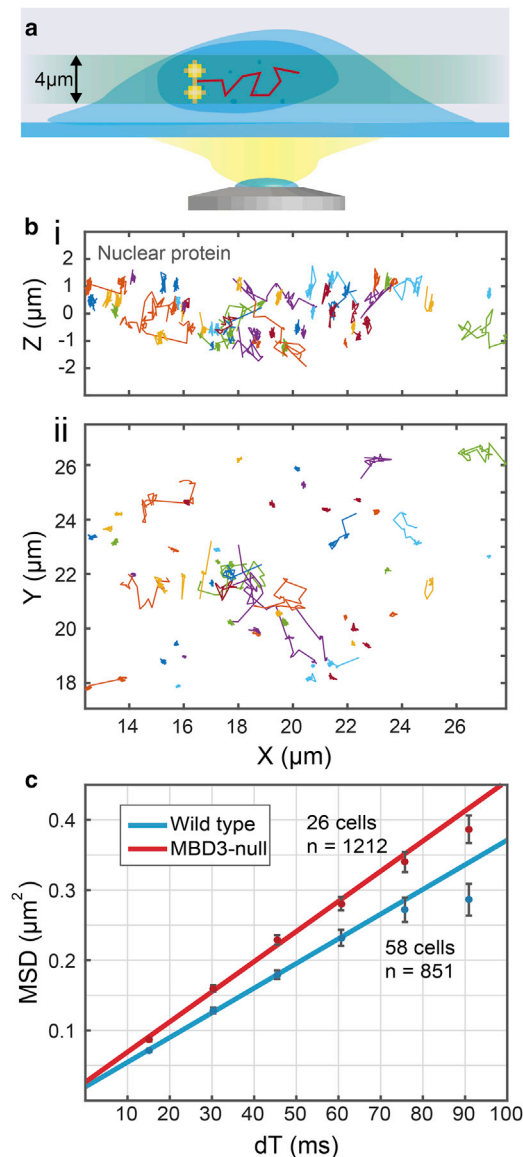 a
4μm
b
i
Nuclear protein
2
1
0
-1
-2
Z (μm)
ii
26
24
22
20
18
Y (μm)
14 16 18 20 22 24 26
X (μm)
c
Wild type
MBD3-null
26 cells
n = 1212
58 cells
n = 851
0.4
0.3
0.2
0.1
MSD (μm²)
10 20 30 40 50 60 70 80 90 100
dT (ms)